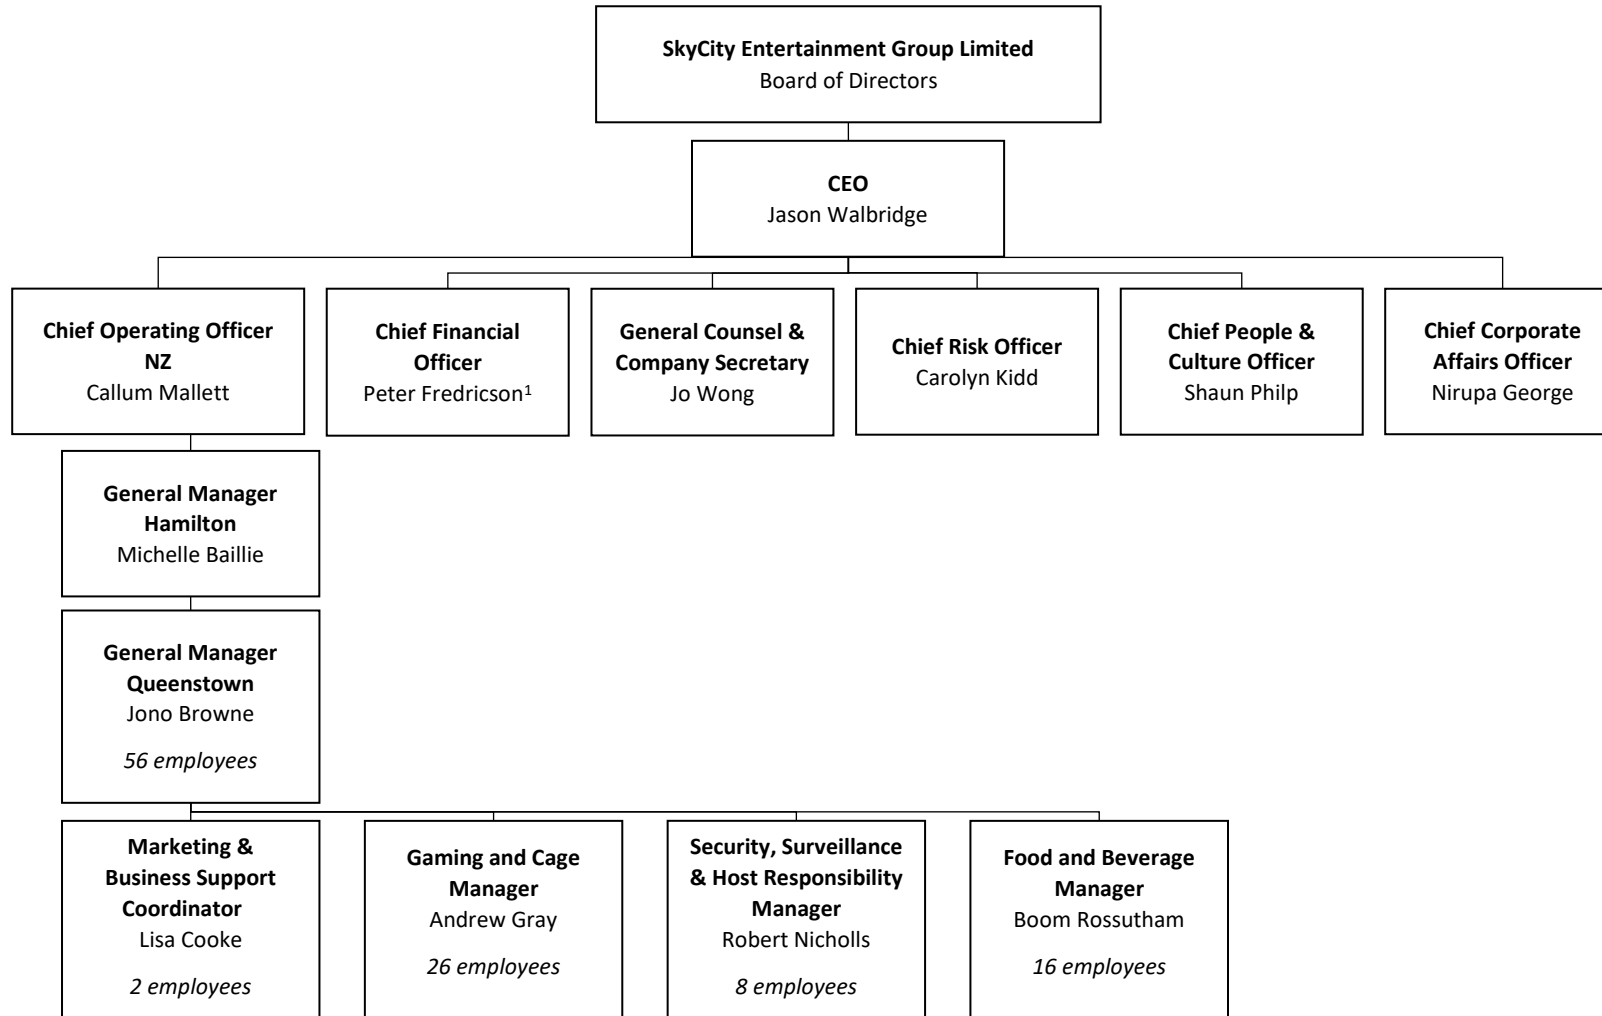 SkyCity Entertainment Group Limited
Board of Directors
CEO
Jason Walbridge
Chief Operating Officer
NZ
Callum Mallett
Chief Financial
Officer
Peter Fredricson¹
General Counsel &
Company Secretary
Jo Wong
Chief Risk Officer
Carolyn Kidd
Chief People &
Culture Officer
Shaun Philp
Chief Corporate
Affairs Officer
Nirupa George
General Manager
Hamilton
Michelle Baillie
General Manager
Queenstown
Jono Browne
56 employees
Marketing &
Business Support
Coordinator
Lisa Cooke
2 employees
Gaming and Cage
Manager
Andrew Gray
26 employees
Security, Surveillance
& Host Responsibility
Manager
Robert Nicholls
8 employees
Food and Beverage
Manager
Boom Rossutham
16 employees